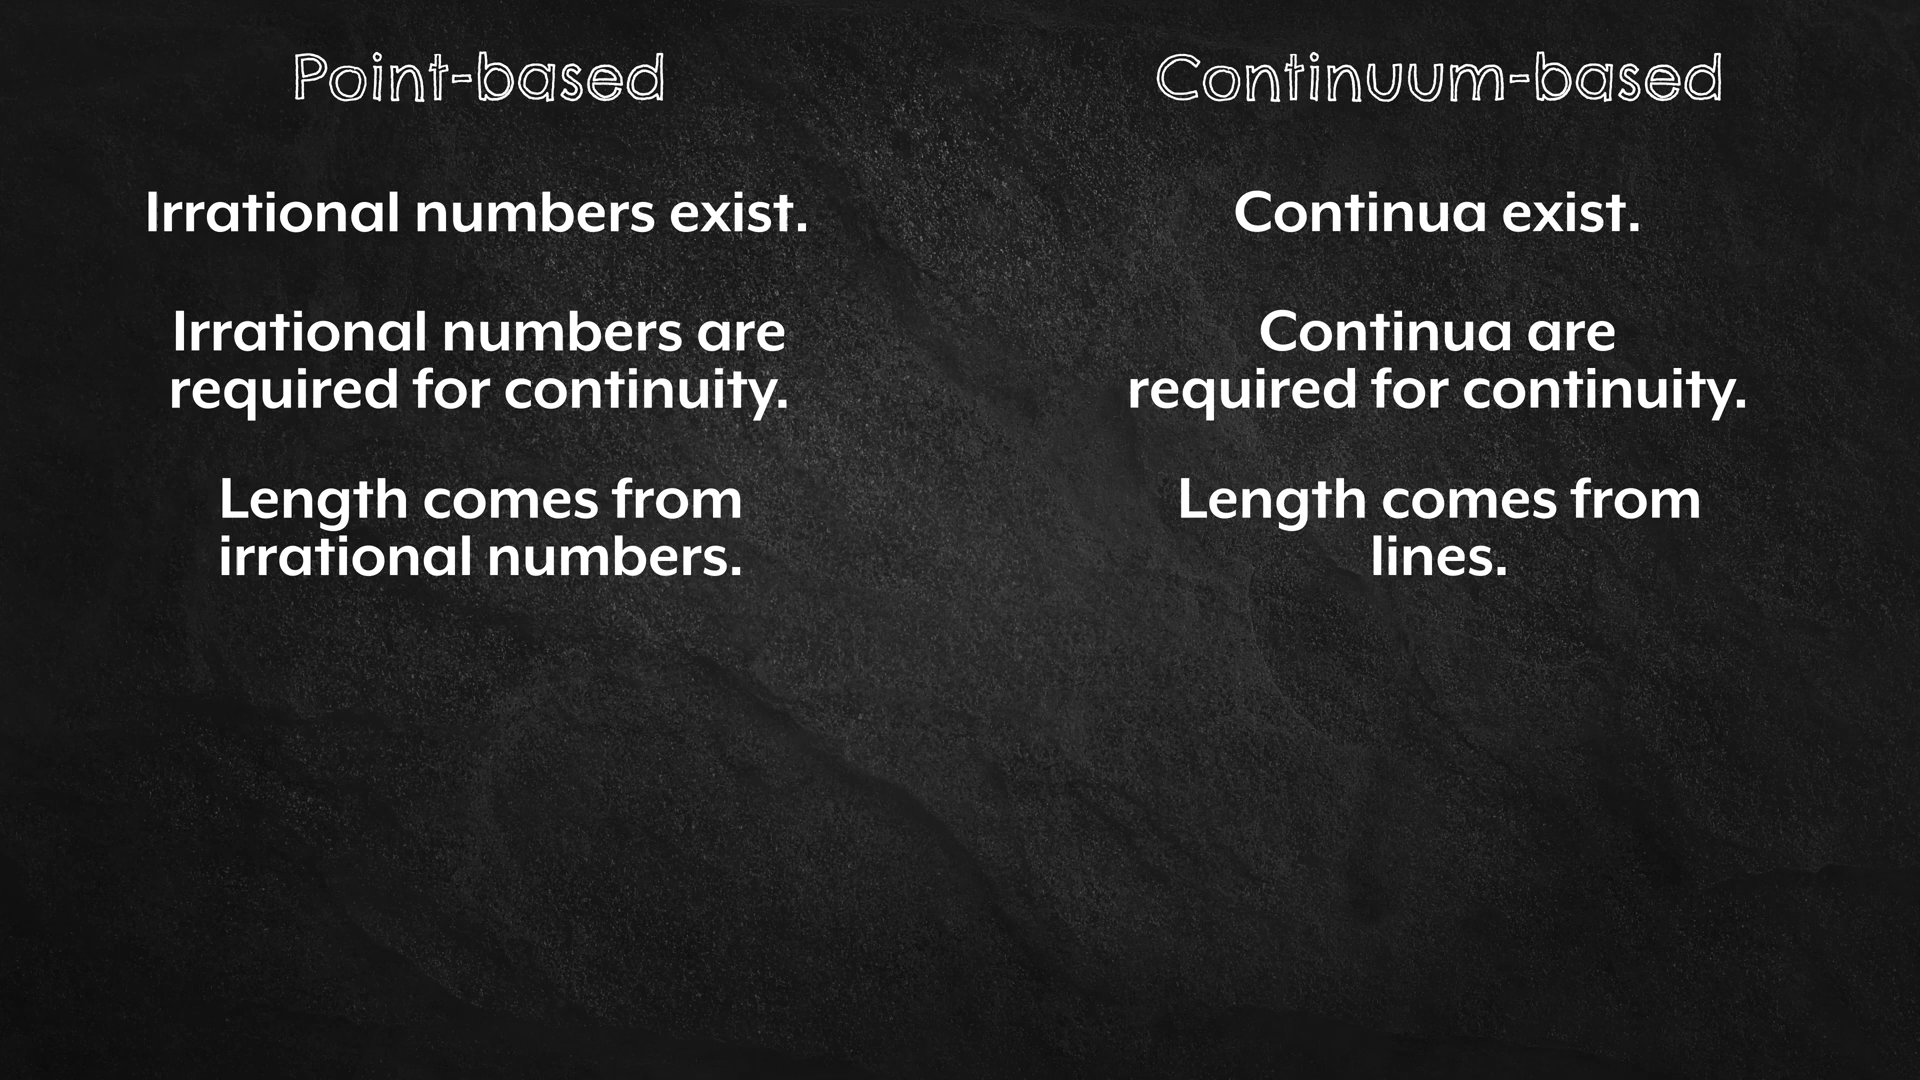 Point-based
Irrational numbers exist.
Irrational numbers are
required for continuity.
Length comes from
irrational numbers.
Continuum-based
Continua exist.
Continua are
required for continuity.
Length comes from
lines.